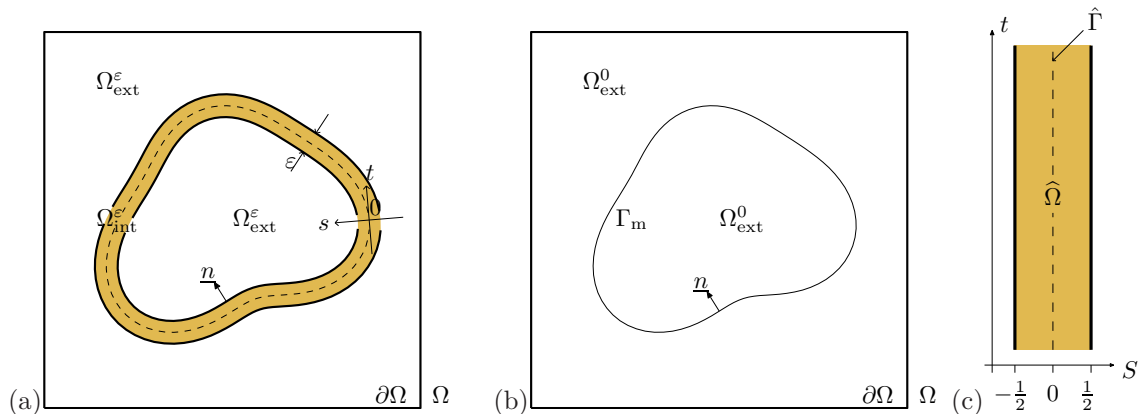 Ω^ε_ext
ε
t
0
Ω^ε_int
Ω^ε_ext
s
n
∂Ω
Ω
(a)
Ω^0_ext
Γ_m
Ω^0_ext
n
∂Ω
Ω
(b)
t
Γ̂
Ω̂
S
(c)
−1/2 0 1/2